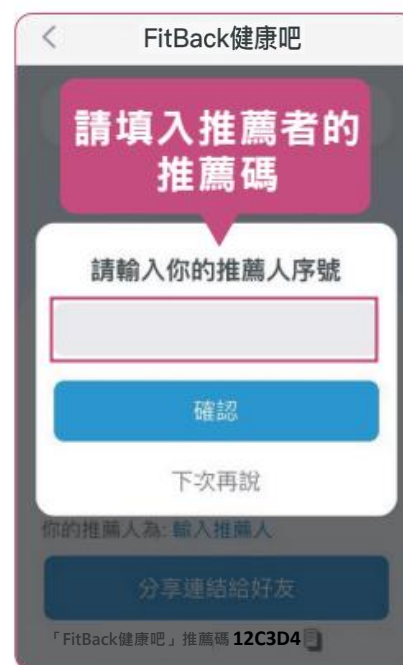 FitBack健康吧
請填入推薦者的
推薦碼
請輸入你的推薦人序號
確認
下次再說
你的推薦人為: 輸入推薦人
分享連結給好友
「FitBack健康吧」推薦碼 12C3D4